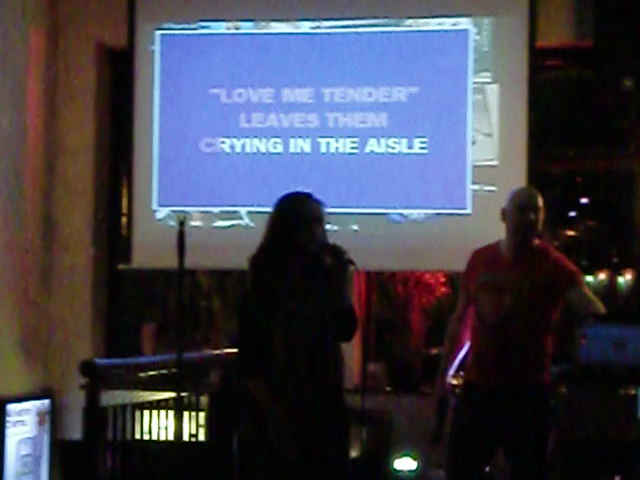 "LOVE ME TENDER"
LEAVES THEM
CRYING IN THE AISLE